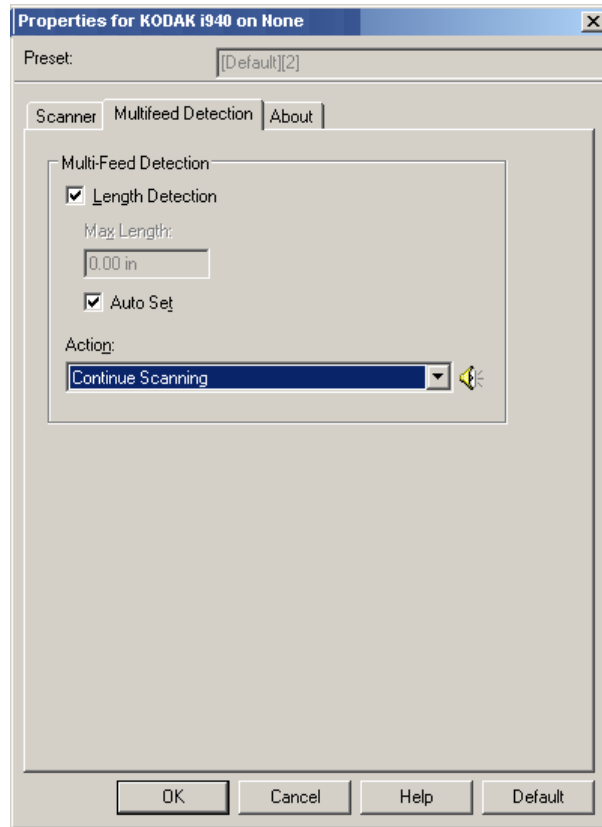 Properties for KODAK i940 on None
Preset: [Default][2]
Scanner Multifeed Detection About
Multi-Feed Detection
Length Detection
Max Length:
0.00 in
Auto Set
Action:
Continue Scanning
OK Cancel Help Default